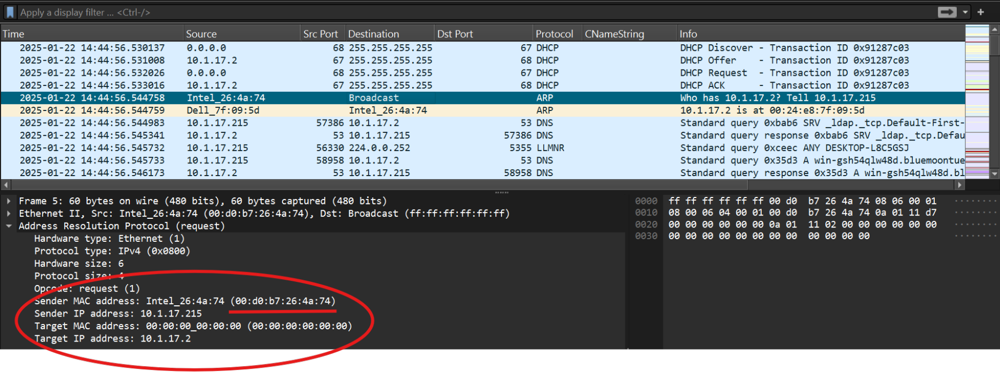 Apply a display filter ... <Ctrl-/>
Time Source Src Port Destination Dst Port Protocol CNameString Info
2025-01-22 14:44:56.530137 0.0.0.0 68 255.255.255.255 67 DHCP DHCP Discover - Transaction ID 0x91287c03
2025-01-22 14:44:56.531008 10.1.17.2 67 255.255.255.255 68 DHCP DHCP Offer - Transaction ID 0x91287c03
2025-01-22 14:44:56.532026 0.0.0.0 68 255.255.255.255 67 DHCP DHCP Request - Transaction ID 0x91287c03
2025-01-22 14:44:56.533016 10.1.17.2 67 255.255.255.255 68 DHCP DHCP ACK - Transaction ID 0x91287c03
2025-01-22 14:44:56.544758 Intel_26:4a:74 Broadcast ARP Who has 10.1.17.2? Tell 10.1.17.215
2025-01-22 14:44:56.544759 Dell_7f:09:5d Intel_26:4a:74 ARP 10.1.17.2 is at 00:24:e8:7f:09:5d
2025-01-22 14:44:56.544983 10.1.17.215 57386 10.1.17.2 53 DNS Standard query 0xbab6 SRV _ldap._tcp.Default-First-
2025-01-22 14:44:56.545341 10.1.17.2 53 10.1.17.215 57386 DNS Standard query response 0xbab6 SRV _ldap._tcp.Defau
2025-01-22 14:44:56.545732 10.1.17.215 56330 224.0.0.252 5355 LLMNR Standard query 0xceec ANY DESKTOP-L8C5GSJ
2025-01-22 14:44:56.545733 10.1.17.215 58958 10.1.17.2 53 DNS Standard query 0x35d3 A win-gsh54qlw48d.bluemoontue
2025-01-22 14:44:56.546173 10.1.17.2 53 10.1.17.215 58958 DNS Standard query response 0x35d3 A win-gsh54qlw48d.bl
Frame 5: 60 bytes on wire (480 bits), 60 bytes captured (480 bits)
Ethernet II, Src: Intel_26:4a:74 (00:d0:b7:26:4a:74), Dst: Broadcast (ff:ff:ff:ff:ff:ff)
Address Resolution Protocol (request)
Hardware type: Ethernet (1)
Protocol type: IPv4 (0x0800)
Hardware size: 6
Protocol size: 4
Opcode: request (1)
Sender MAC address: Intel_26:4a:74 (00:d0:b7:26:4a:74)
Sender IP address: 10.1.17.215
Target MAC address: 00:00:00_00:00:00 (00:00:00:00:00:00)
Target IP address: 10.1.17.2
0000 ff ff ff ff ff ff 00 d0 b7 26 4a 74 08 06 00 01 ········
0010 08 00 06 04 00 01 00 d0 b7 26 4a 74 0a 01 11 d7 ········
0020 00 00 00 00 00 00 0a 01 11 02 00 00 00 00 00 00 ········
0030 00 00 00 00 00 00 00 00 00 00 00 00 ········